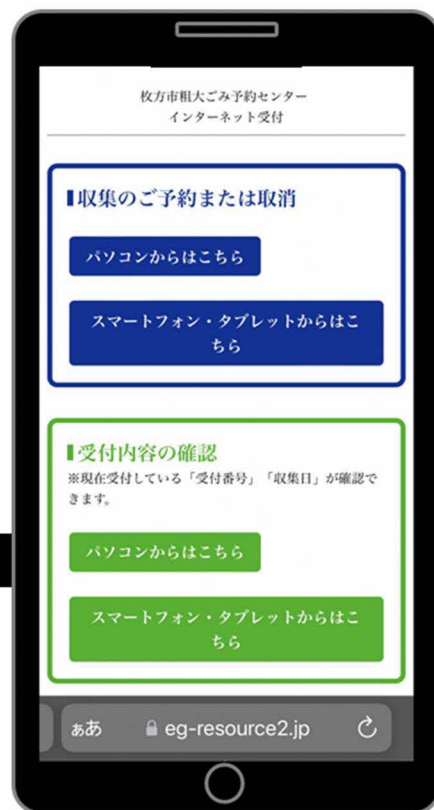 枚方市粗大ごみ予約センター
インターネット受付
収集のご予約または取消
パソコンからはこちら
スマートフォン・タブレットからはこ
ちら
受付内容の確認
※現在受付している「受付番号」「収集日」が確認で
きます。
パソコンからはこちら
スマートフォン・タブレットからはこ
ちら
ぁあ eg-resource2.jp